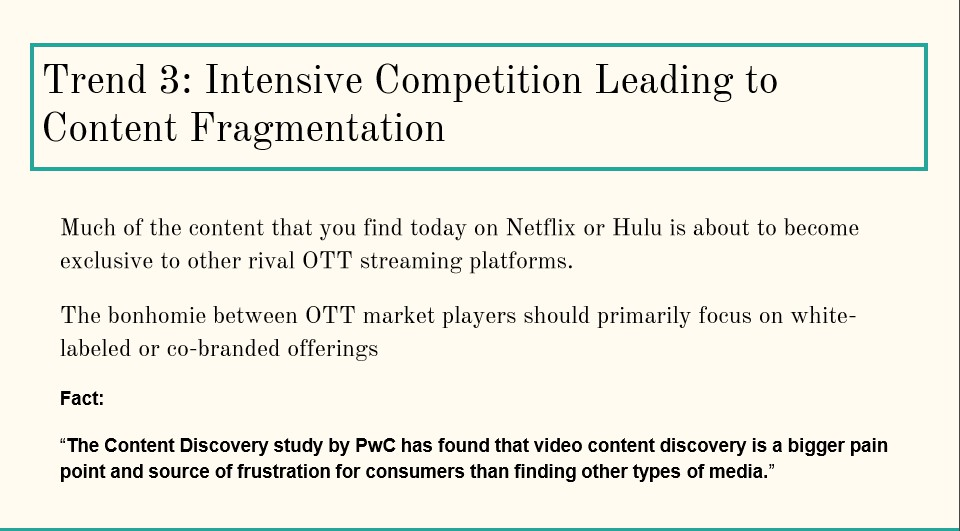 Trend 3: Intensive Competition Leading to
Content Fragmentation
Much of the content that you find today on Netflix or Hulu is about to become
exclusive to other rival OTT streaming platforms.
The bonhomie between OTT market players should primarily focus on white-
labeled or co-branded offerings
Fact:
“The Content Discovery study by PwC has found that video content discovery is a bigger pain
point and source of frustration for consumers than finding other types of media.”